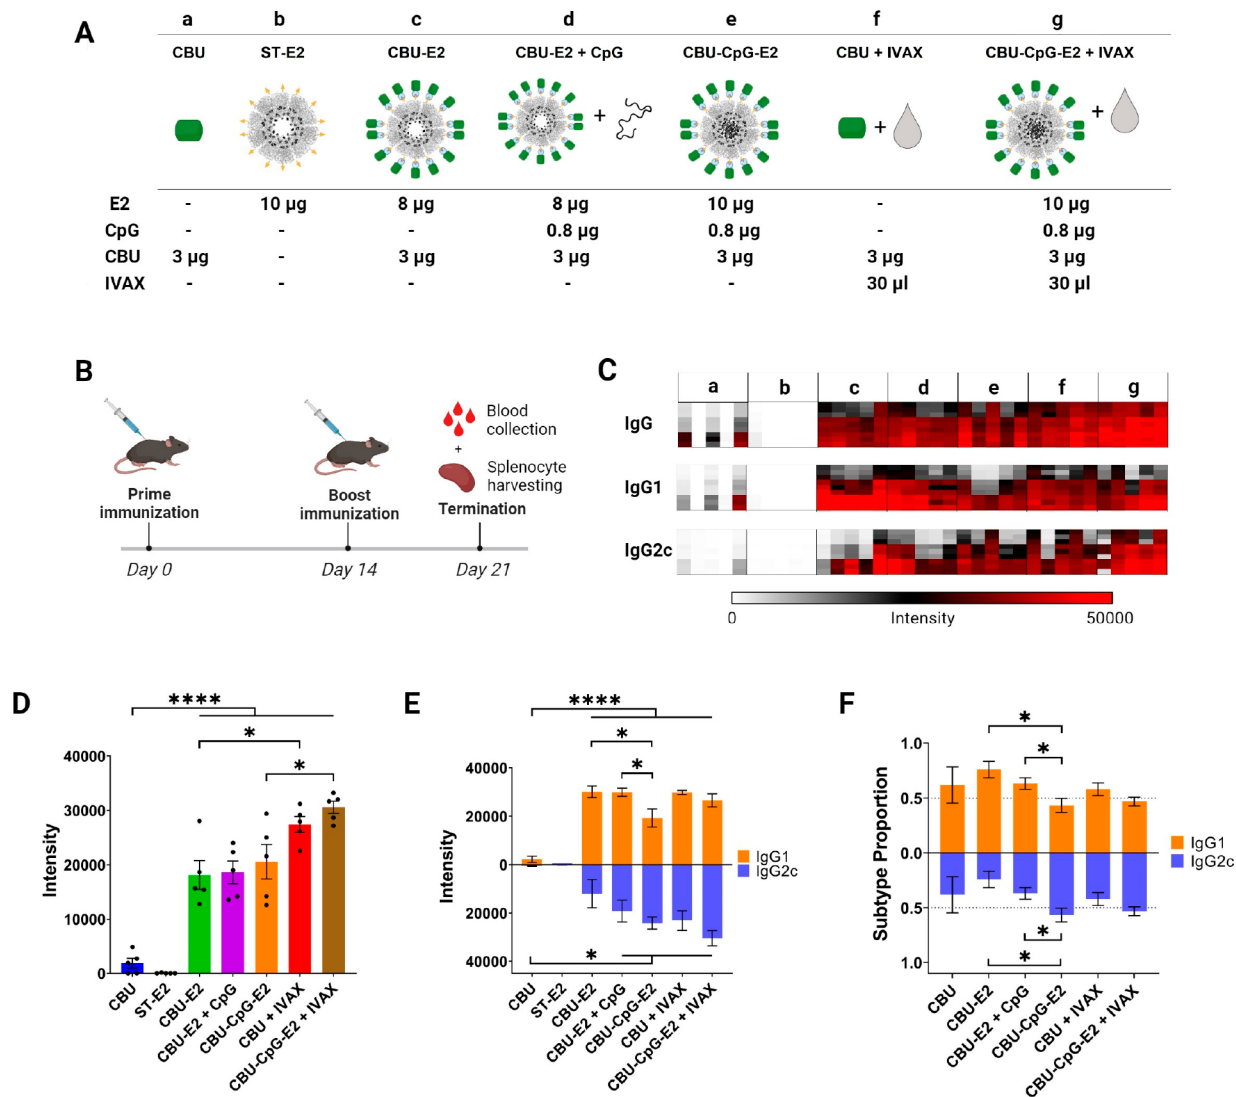 A
a b c d e f g
CBU ST-E2 CBU-E2 CBU-E2 + CpG CBU-CpG-E2 CBU + IVAX CBU-CpG-E2 + IVAX
+ + +
E2 - 10 µg 8 µg 8 µg 10 µg - 10 µg
CpG - - - 0.8 µg 0.8 µg - 0.8 µg
CBU 3 µg - 3 µg 3 µg 3 µg 3 µg 3 µg
IVAX - - - - - 30 µl 30 µl
B
Blood
collection
+
Splenocyte
harvesting
Prime
immunization
Boost
immunization
Termination
Day 0 Day 14 Day 21
C
a b c d e f g
IgG
IgG1
IgG2c
0 Intensity 50000
D
****
*
*
40000
30000
20000
10000
0
Intensity
CBU
ST-E2
CBU-E2
CBU-E2 + CpG
CBU-CpG-E2
CBU + IVAX
CBU-CpG-E2 + IVAX
E
****
*
*
40000
20000
0
20000
40000
Intensity
IgG1
IgG2c
*
CBU
ST-E2
CBU-E2
CBU-E2 + CpG
CBU-CpG-E2
CBU + IVAX
CBU-CpG-E2 + IVAX
F
*
*
1.0
0.5
0.0
0.5
1.0
Subtype Proportion
IgG1
IgG2c
*
*
CBU
CBU-E2
CBU-E2 + CpG
CBU-CpG-E2
CBU + IVAX
CBU-CpG-E2 + IVAX